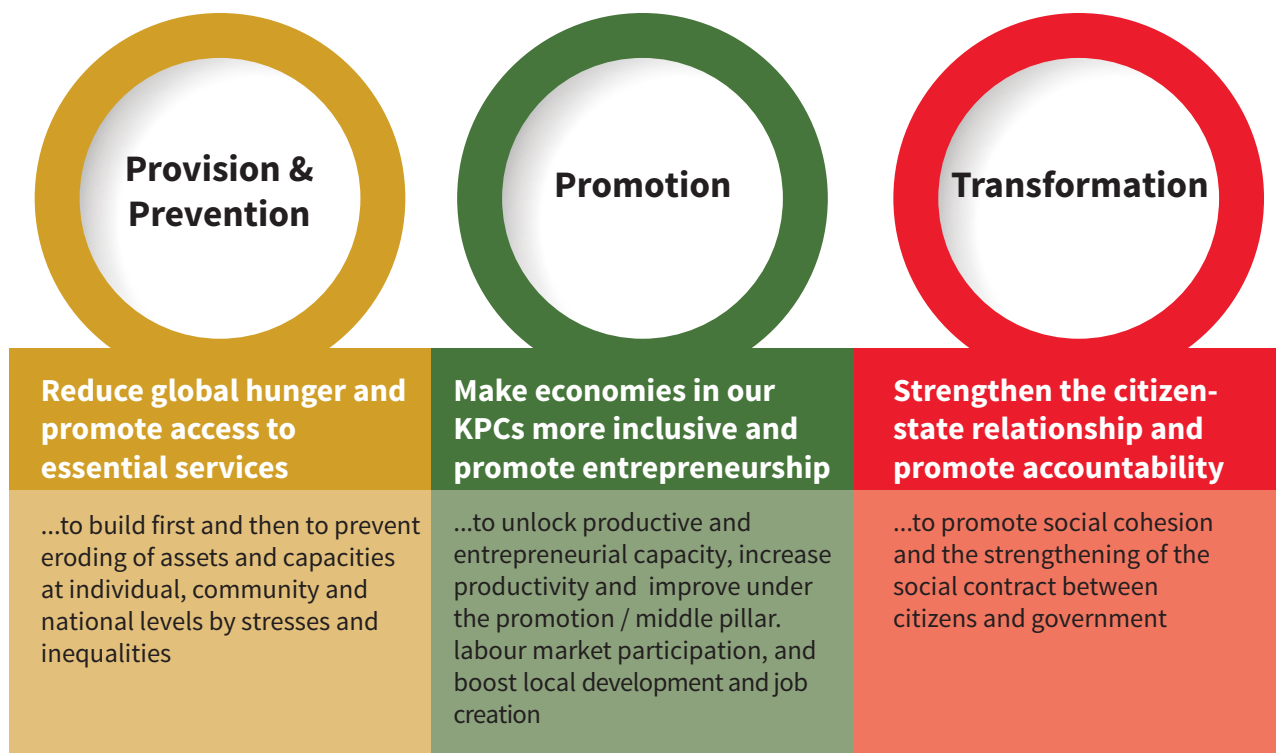 Provision &
Prevention
Promotion
Transformation
Reduce global hunger and
promote access to
essential services
...to build first and then to prevent
eroding of assets and capacities
at individual, community and
national levels by stresses and
inequalities
Make economies in our
KPCs more inclusive and
promote entrepreneurship
...to unlock productive and
entrepreneurial capacity, increase
productivity and  improve under
the promotion / middle pillar.
labour market participation, and
boost local development and job
creation
Strengthen the citizen-
state relationship and
promote accountability
...to promote social cohesion
and the strengthening of the
social contract between
citizens and government